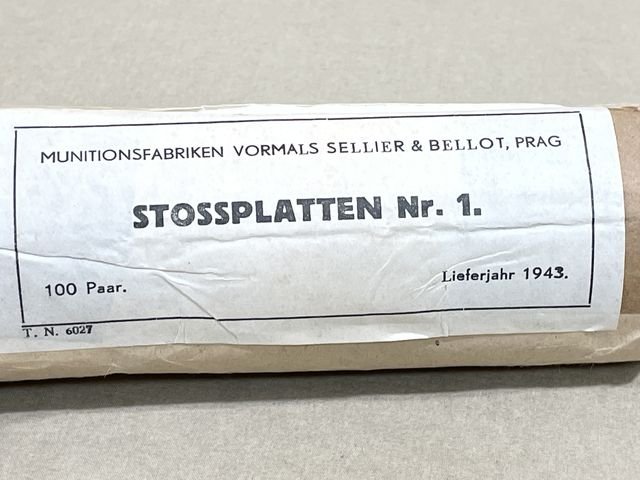 MUNITIONSFABRIKEN VORMALS SELLIER & BELLOT, PRAG
STOSSPLATTEN Nr. 1.
100 Paar.
Lieferjahr 1943.
T. N. 6027